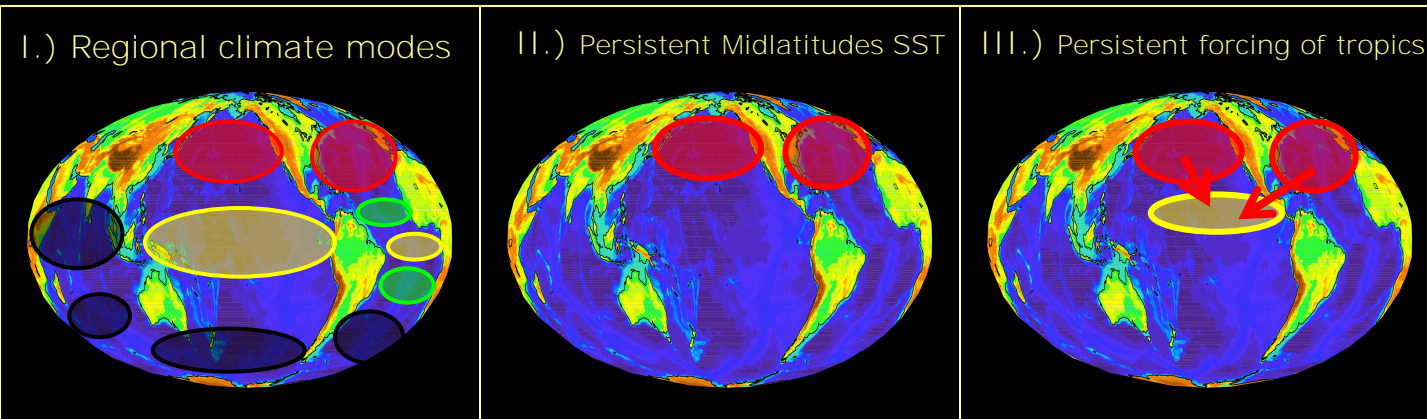 I.) Regional climate modes
II.) Persistent Midlatitudes SST
III.) Persistent forcing of tropics